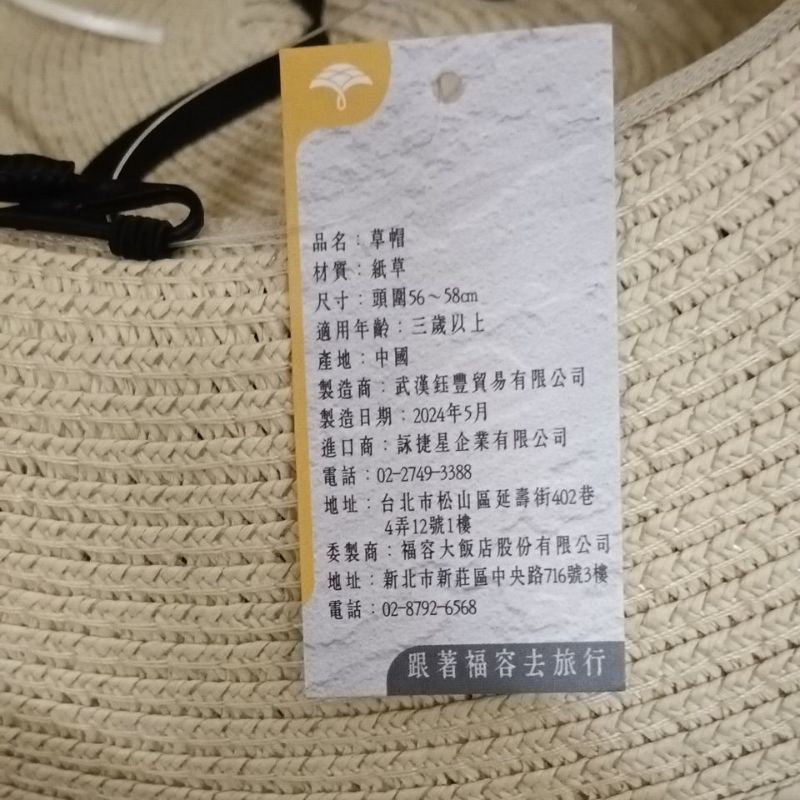 品名：草帽
材質：紙草
尺寸：頭圍56～58cm
適用年齡：三歲以上
產地：中國
製造商：武漢鈺豐貿易有限公司
製造日期：2024年5月
進口商：詠捷星企業有限公司
電話：02-2749-3388
地址：台北市松山區延壽街402巷
4弄12號1樓
委製商：福容大飯店股份有限公司
地址：新北市新莊區中央路716號3樓
電話：02-8792-6568
跟著福容去旅行